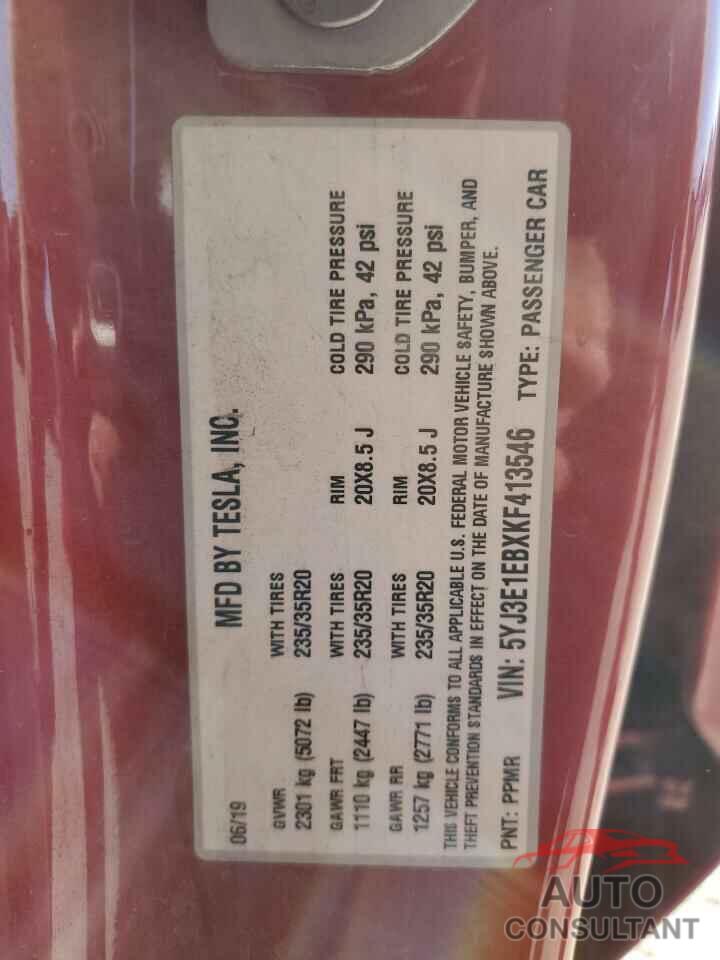 06/19 MFD BY TESLA, INC.
GVWR WITH TIRES
2301 kg (5072 lb) 235/35R20
GAWR FRT WITH TIRES RIM COLD TIRE PRESSURE
1110 kg (2447 lb) 235/35R20 20X8.5 J 290 kPa, 42 psi
GAWR RR WITH TIRES RIM COLD TIRE PRESSURE
1257 kg (2771 lb) 235/35R20 20X8.5 J 290 kPa, 42 psi
THIS VEHICLE CONFORMS TO ALL APPLICABLE U.S. FEDERAL MOTOR VEHICLE SAFETY, BUMPER, AND
THEFT PREVENTION STANDARDS IN EFFECT ON THE DATE OF MANUFACTURE SHOWN ABOVE.
PNT: PPMR VIN: 5YJ3E1EBXKF413546 TYPE: PASSENGER CAR
AUTO
CONSULTANT